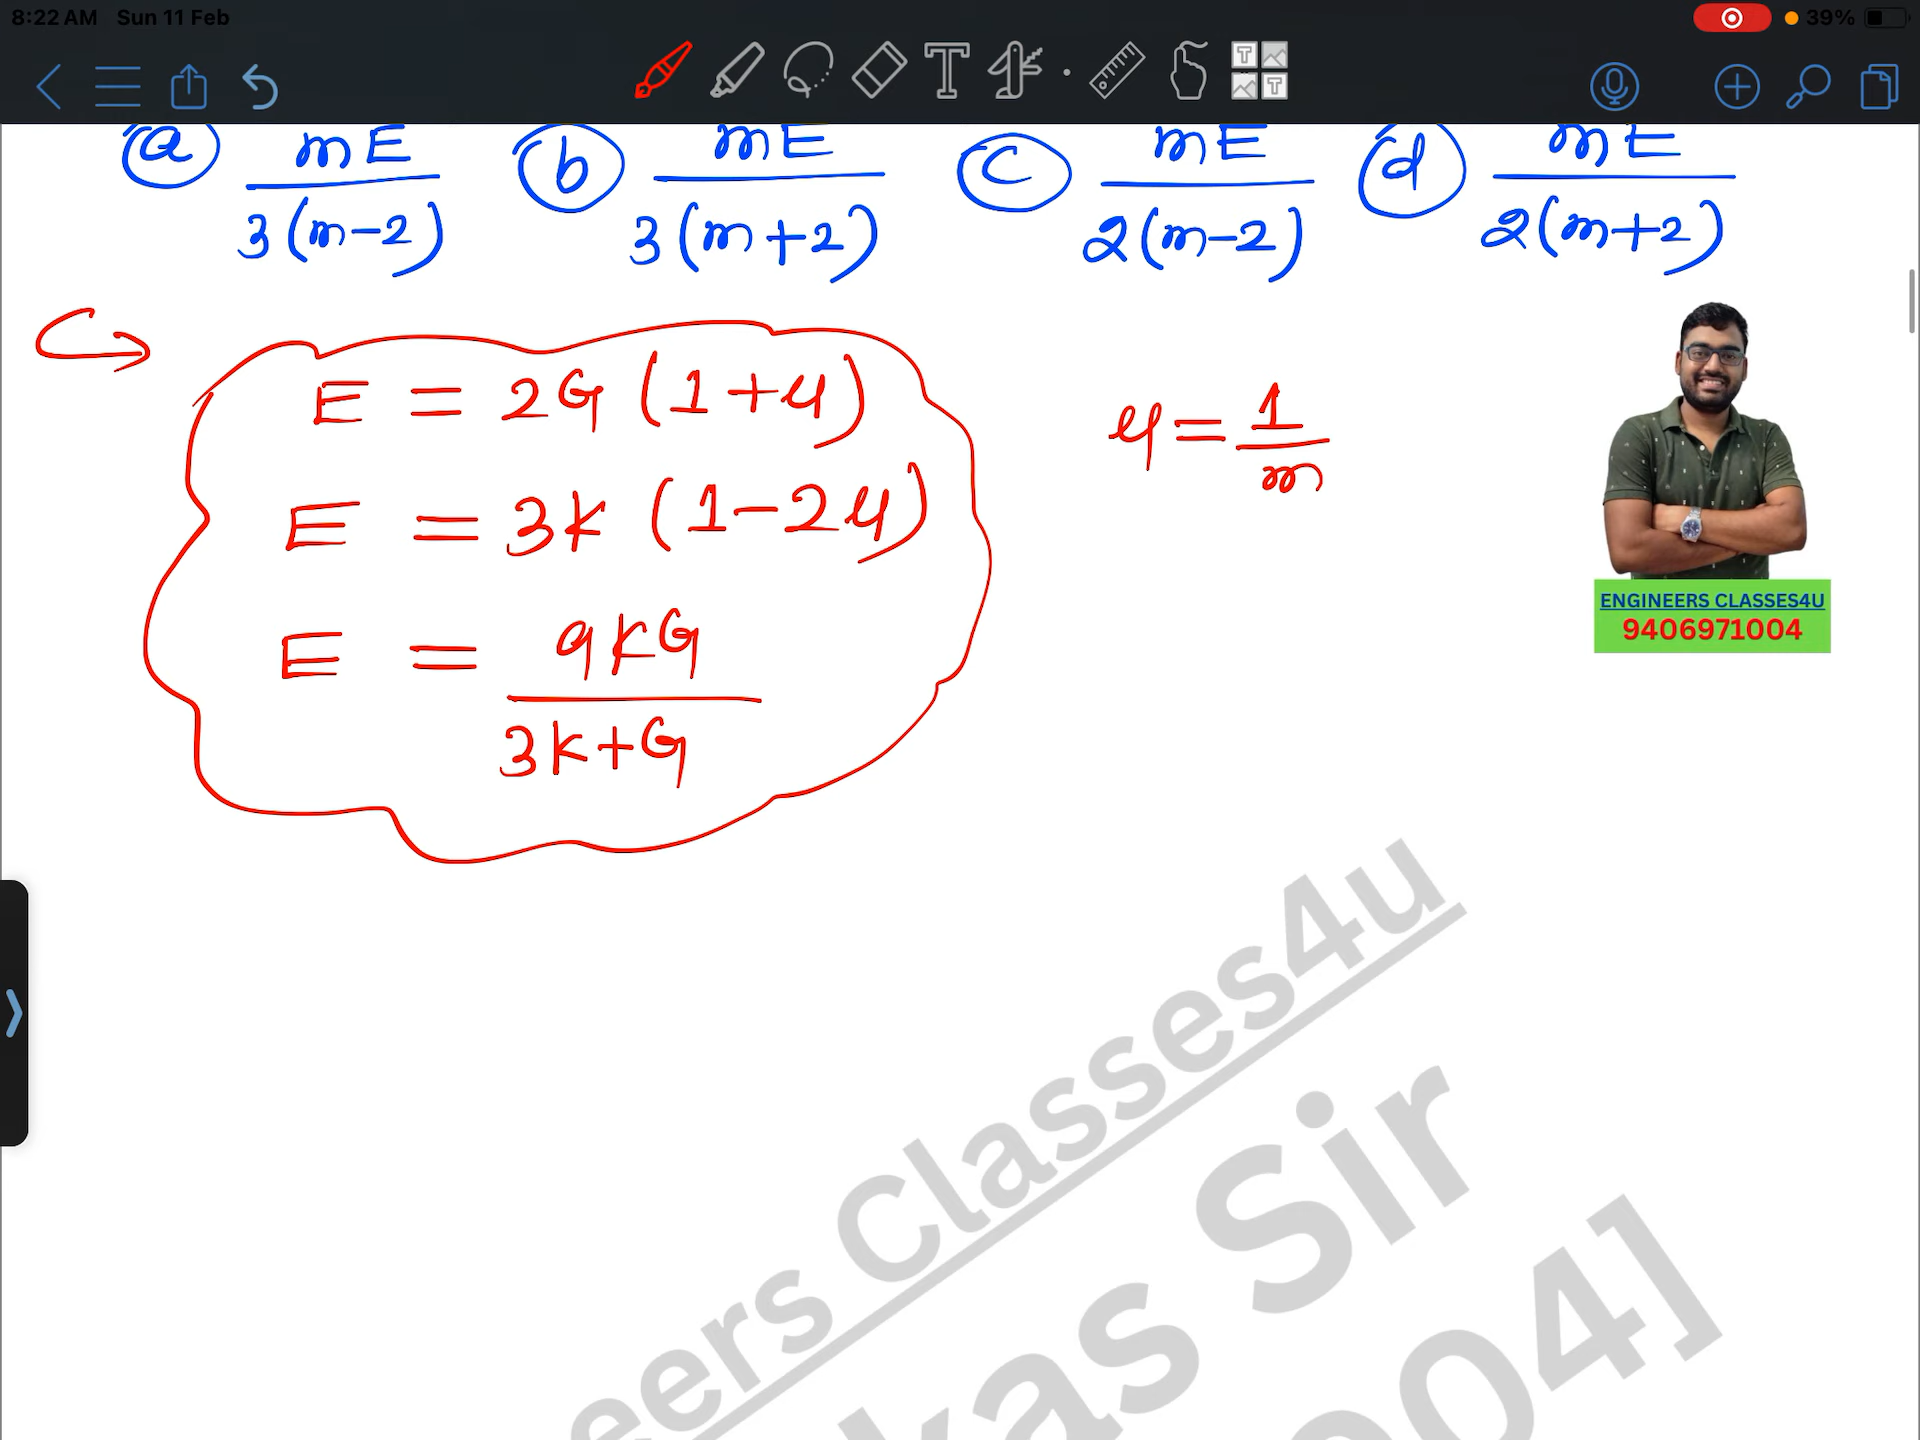 8:22 AM Sun 11 Feb 39%
(a) mE/3(m-2) (b) mE/3(m+2) (c) mE/2(m-2) (d) mE/2(m+2)
E = 2G (1+μ)
μ = 1/m
E = 3K (1-2μ)
E = 9KG/3K+G
ENGINEERS CLASSES4U
9406971004
eers Classes4u
kas Sir
004]